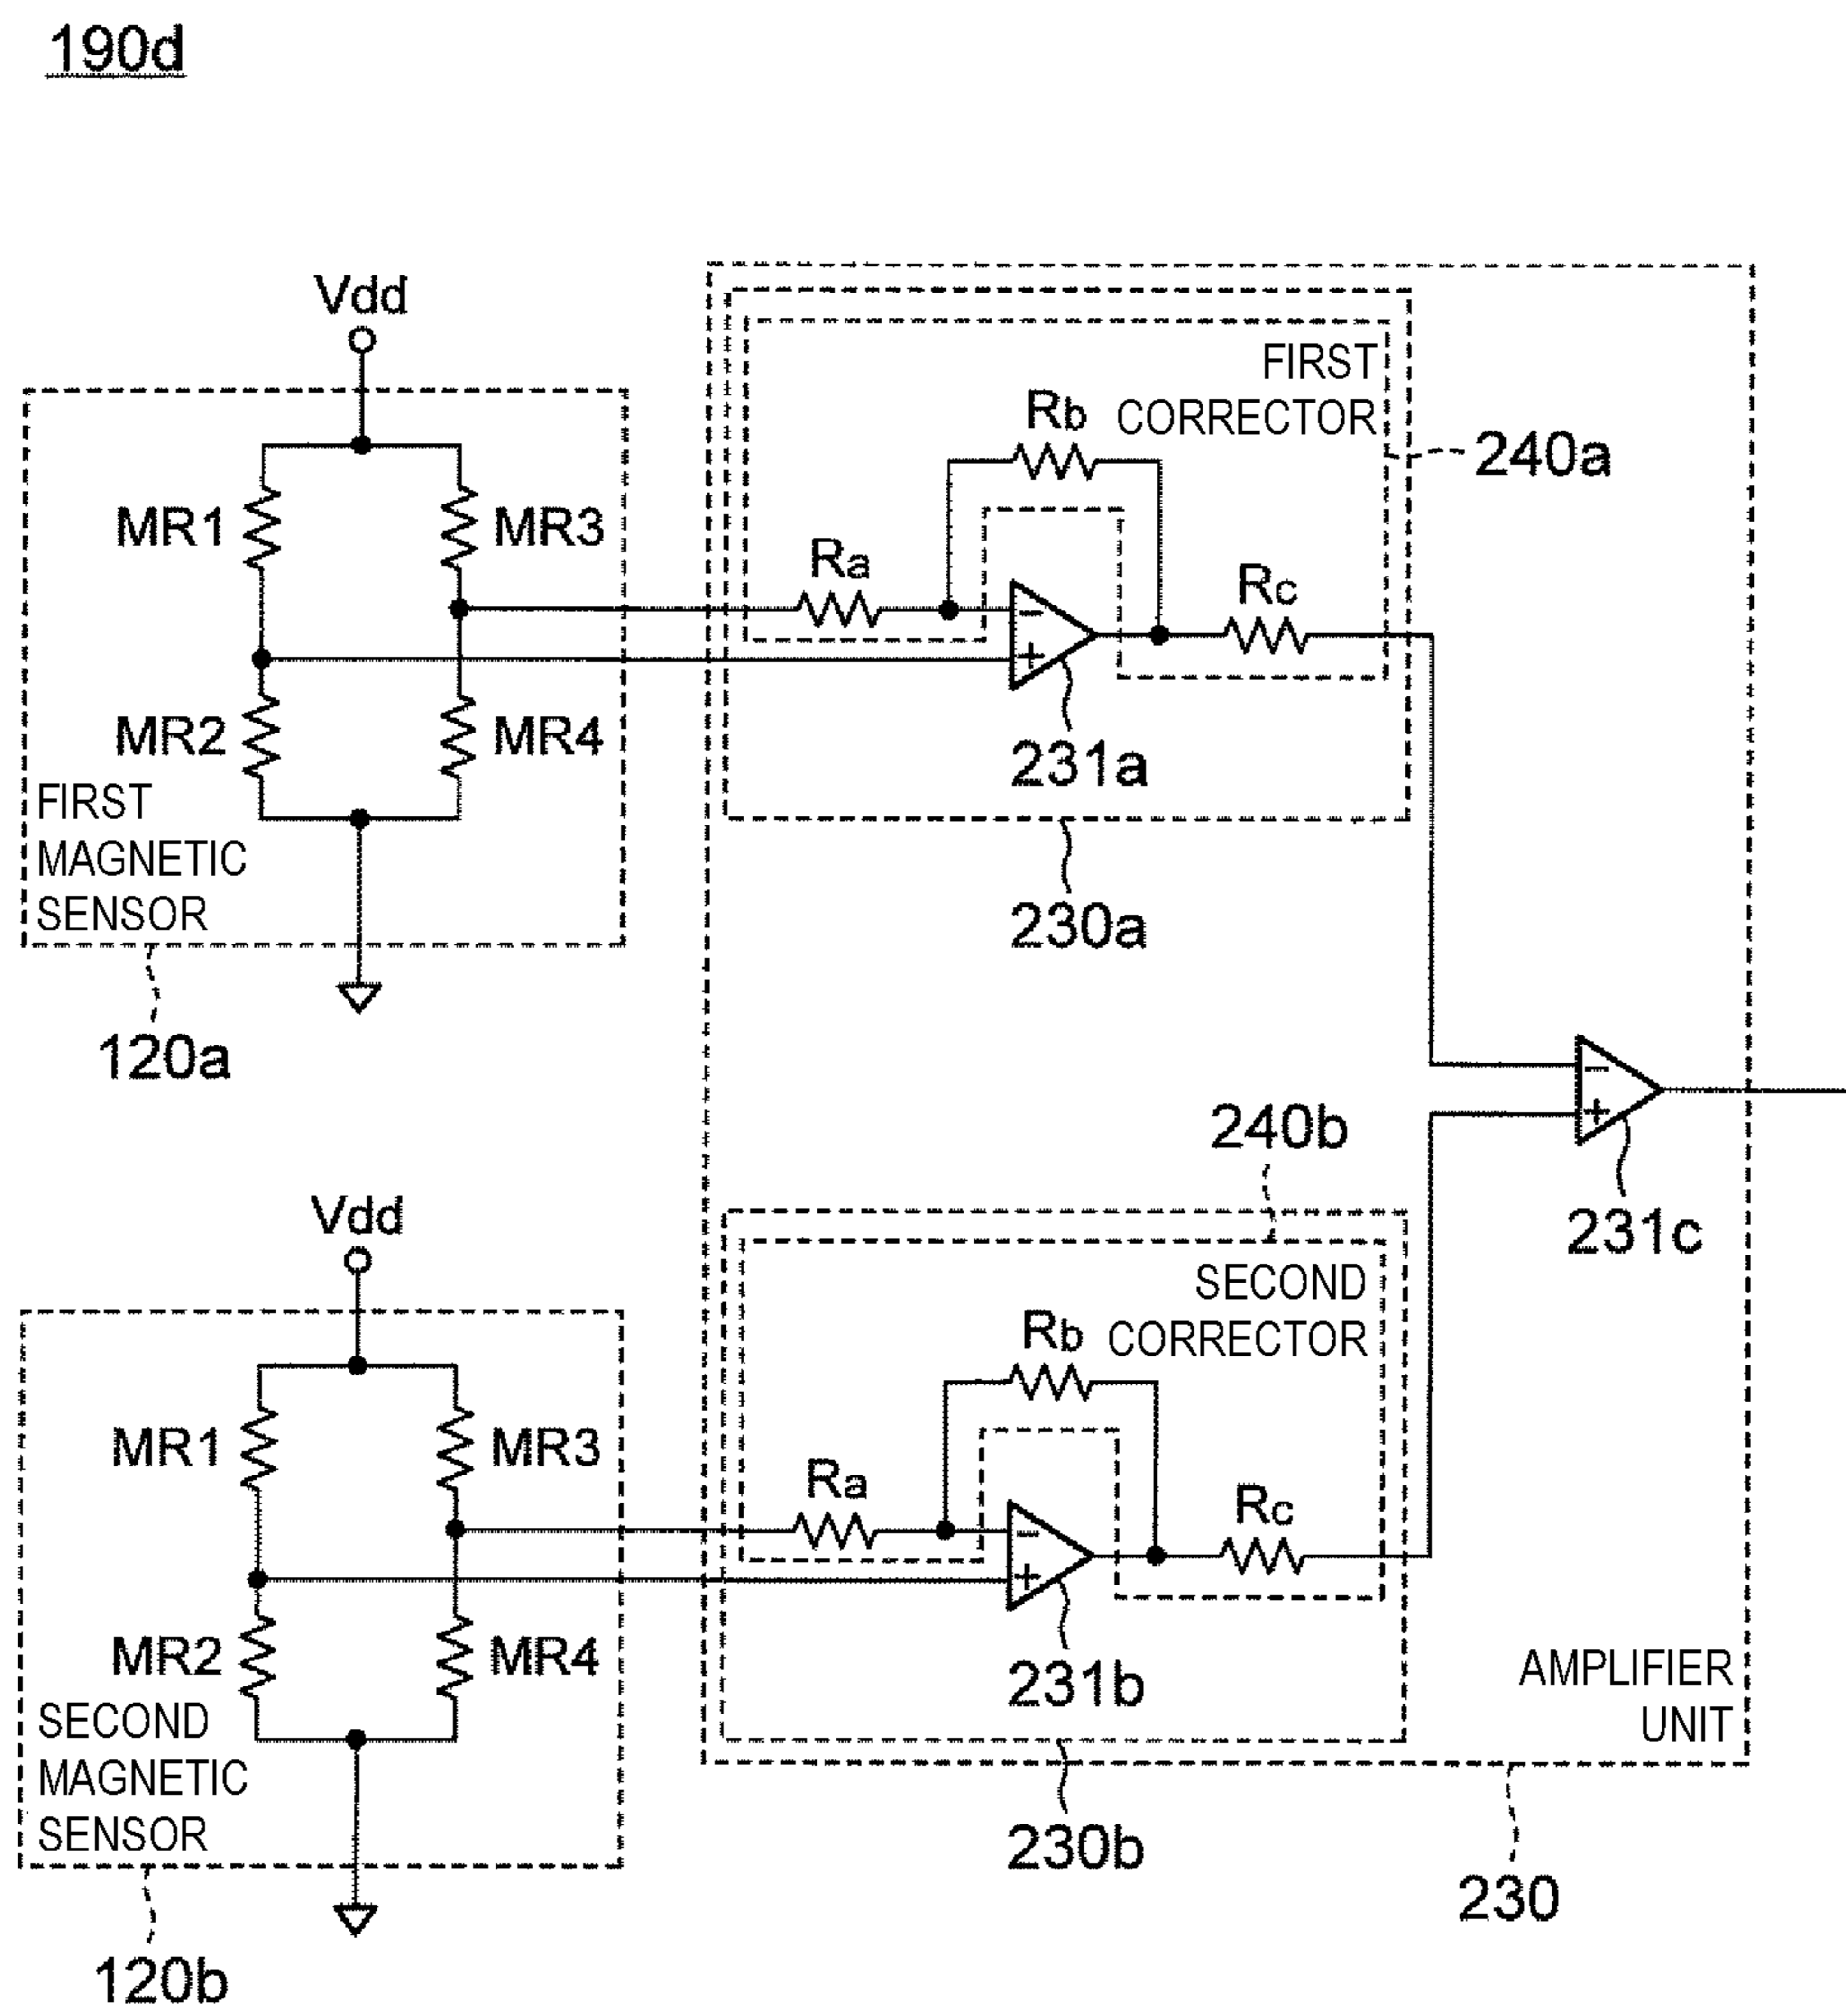 190d
Vdd
FIRST
CORRECTOR
240a
Rb
MR1
MR3
Ra
Rc
−
+
MR2
MR4
231a
FIRST
MAGNETIC
SENSOR
230a
120a
−
+
240b
231c
Vdd
SECOND
CORRECTOR
Rb
MR1
MR3
Ra
Rc
−
+
MR2
MR4
231b
AMPLIFIER
UNIT
SECOND
MAGNETIC
SENSOR
230b
230
120b